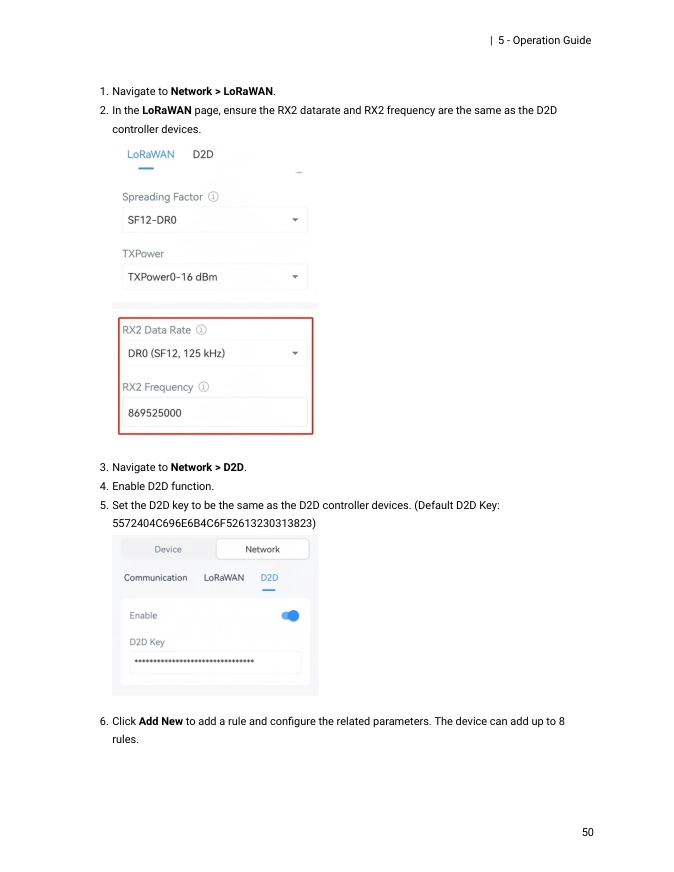 | 5 - Operation Guide
1. Navigate to Network > LoRaWAN.
2. In the LoRaWAN page, ensure the RX2 datarate and RX2 frequency are the same as the D2D
controller devices.
LoRaWAN D2D
Spreading Factor
SF12-DR0
TXPower
TXPower0-16 dBm
RX2 Data Rate
DR0 (SF12, 125 kHz)
RX2 Frequency
869525000
3. Navigate to Network > D2D.
4. Enable D2D function.
5. Set the D2D key to be the same as the D2D controller devices. (Default D2D Key:
5572404C696E6B4C6F52613230313823)
Device Network
Communication LoRaWAN D2D
Enable
D2D Key
********************************
6. Click Add New to add a rule and configure the related parameters. The device can add up to 8
rules.
50